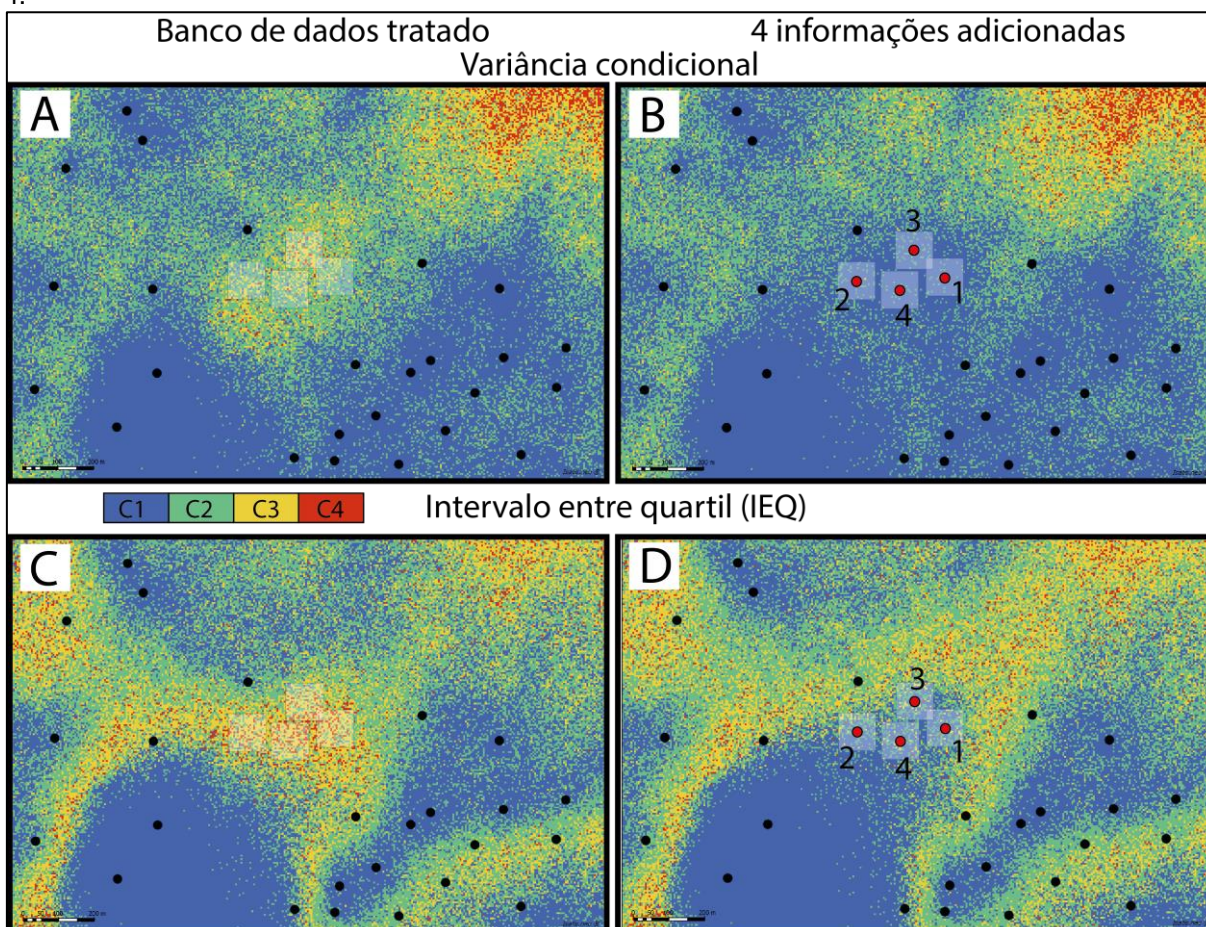 Banco de dados tratado 4 informações adicionadas
Variância condicional
A B
3
2 4 1
C1 C2 C3 C4 Intervalo entre quartil (IEQ)
C D
3
2 4 1